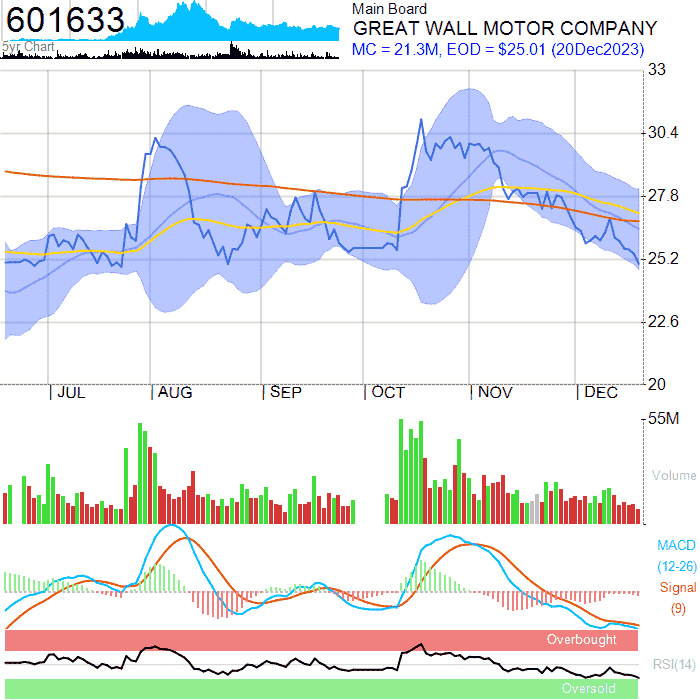 601633
5yr Chart
Main Board
GREAT WALL MOTOR COMPANY
MC = 21.3M, EOD = $25.01 (20Dec2023)
33
30.4
27.8
25.2
22.6
20
JUL AUG SEP OCT NOV DEC
55M
Volume
MACD
(12-26)
Signal
(9)
Overbought
RSI(14)
Oversold